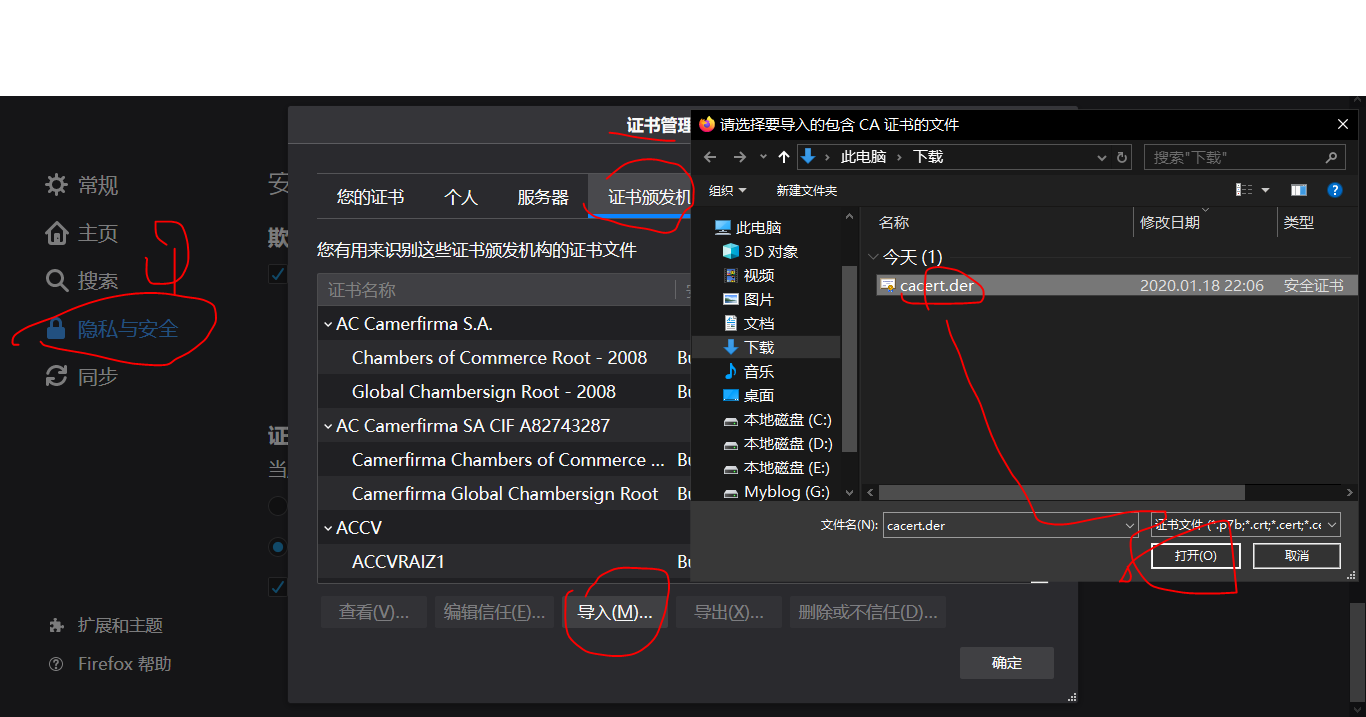 证书管理
请选择要导入的包含 CA 证书的文件
此电脑 › 下载
搜索"下载"
组织
新建文件夹
常规
主页
搜索
隐私与安全
同步
扩展和主题
Firefox 帮助
安
欺
证
当
您的证书
个人
服务器
证书颁发机
您有用来识别这些证书颁发机构的证书文件
证书名称
AC Camerfirma S.A.
Chambers of Commerce Root - 2008
Global Chambersign Root - 2008
AC Camerfirma SA CIF A82743287
Camerfirma Chambers of Commerce ...
Camerfirma Global Chambersign Root
ACCV
ACCVRAIZ1
查看(V)...
编辑信任(E)...
导入(M)...
导出(X)...
删除或不信任(D)...
确定
此电脑
3D 对象
视频
图片
文档
下载
音乐
桌面
本地磁盘 (C:)
本地磁盘 (D:)
本地磁盘 (E:)
Myblog (G:)
名称
修改日期
类型
今天 (1)
cacert.der
2020.01.18 22:06
安全证书
文件名(N):
cacert.der
证书文件 (*.p7b;*.crt;*.cert;*.ce
打开(O)
取消